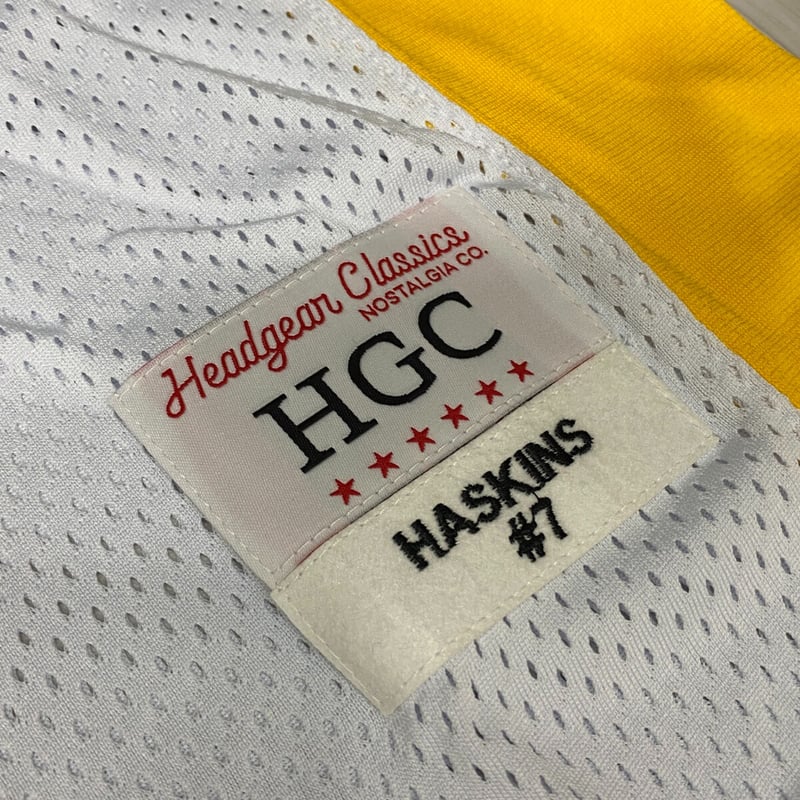 Headgear Classics
NOSTALGIA CO.
HGC
HASKINS
#7